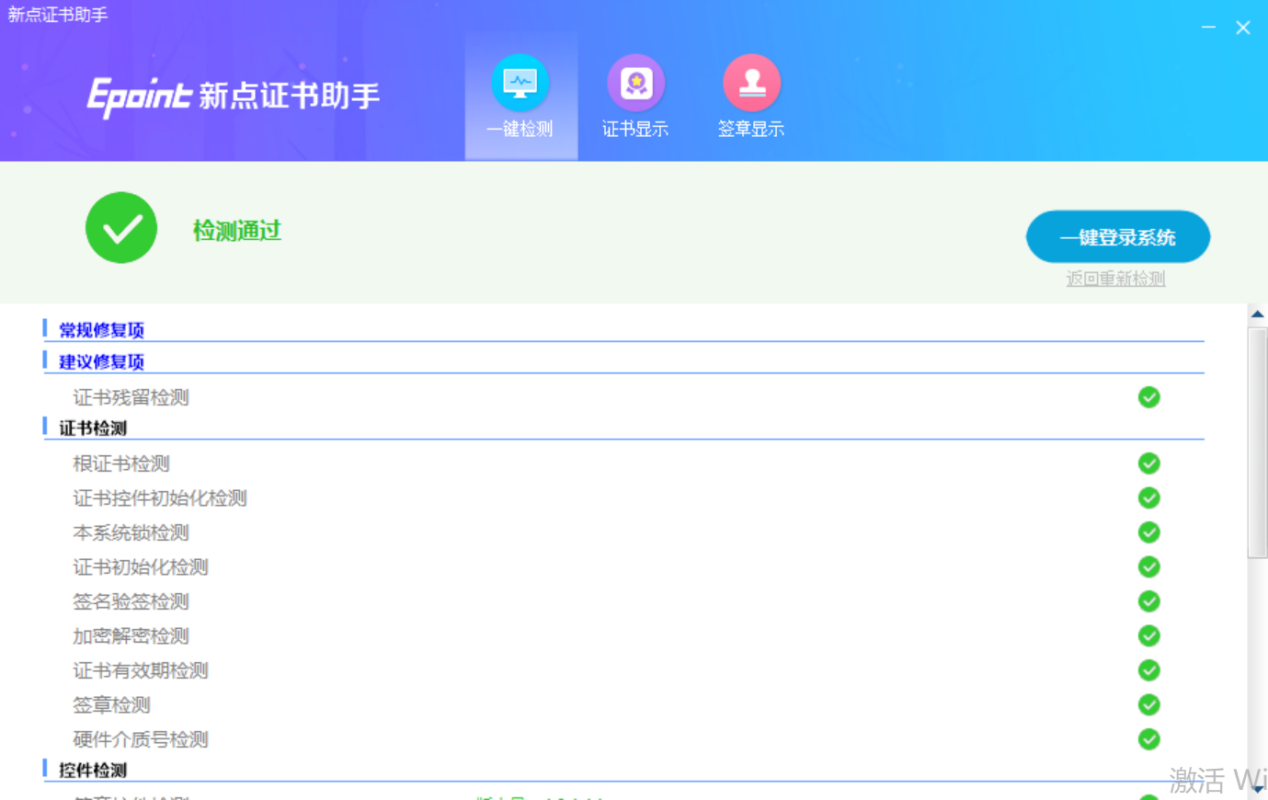 新点证书助手
Epoint 新点证书助手
一键检测 证书显示 签章显示
检测通过
一键登录系统
返回重新检测
常规修复项
建议修复项
证书残留检测
证书检测
根证书检测
证书控件初始化检测
本系统锁检测
证书初始化检测
签名验签检测
加密解密检测
证书有效期检测
签章检测
硬件介质号检测
控件检测
激活 Wi